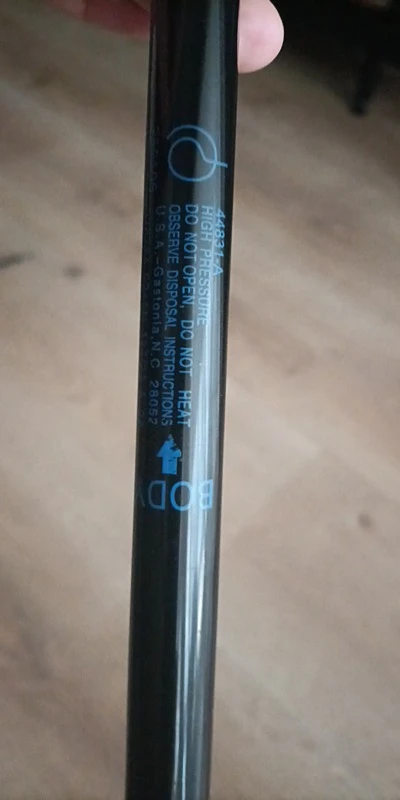 44831-A
HIGH PRESSURE
DO NOT OPEN, DO NOT HEAT
OBSERVE DISPOSAL INSTRUCTIONS
U.S.A.-Gastonia,N.C 28052
BODY